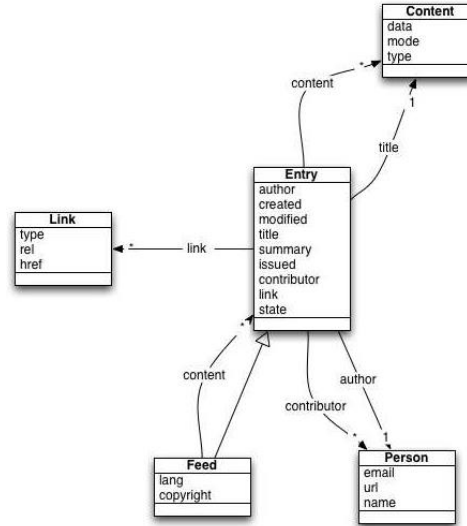 Content
data
mode
type
content
*
1
title
Entry
author
created
modified
title
summary
issued
contributor
link
state
Link
type
rel
href
* link
*
content
author
contributor
*
1
Feed
lang
copyright
Person
email
url
name